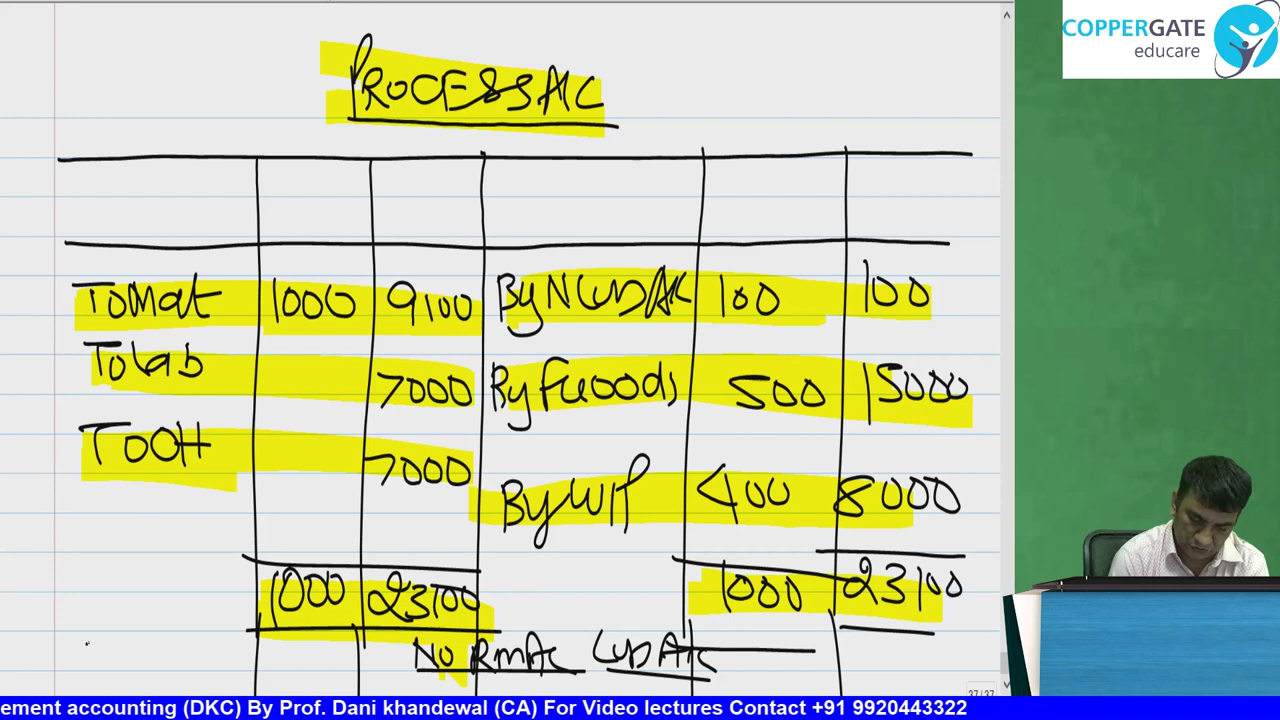 COPPERGATE
educare
PROCESS A/C
To Mat 1000 9100 By N Loss A/c 100 100
To Lab 7000 By F Goods 500 15000
To OH 7000 By WIP 400 8000
1000 23100 1000 23100
NORMAL Loss A/c
37/37
ement accounting (DKC) By Prof. Dani khandewal (CA) For Video lectures Contact +91 9920443322